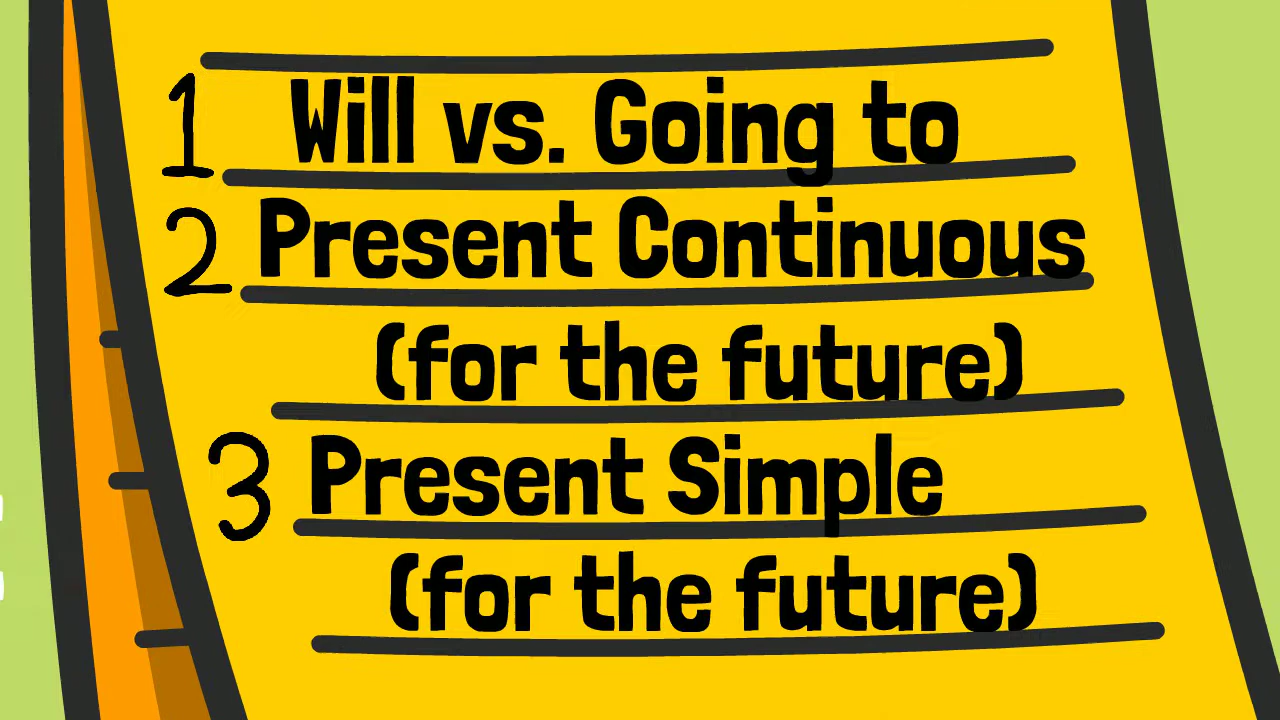 1 Will vs. Going to
2 Present Continuous
(for the future)
3 Present Simple
(for the future)